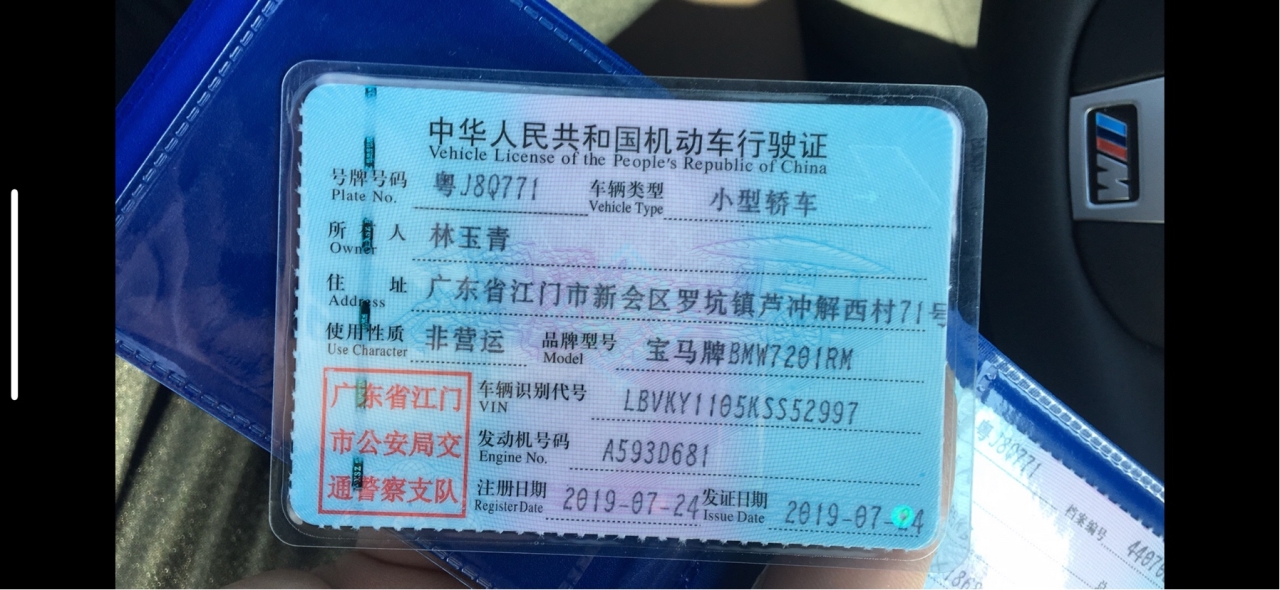 中华人民共和国机动车行驶证
Vehicle License of the People's Republic of China
号牌号码 粤J8Q771 车辆类型 小型轿车
Plate No. Vehicle Type
所有人 林玉青
Owner
住址 广东省江门市新会区罗坑镇芦冲解西村71号
Address
使用性质 非营运 品牌型号 宝马牌BMW7201RM
Use Character Model
车辆识别代号 LBVKY1105KSS52997
VIN
发动机号码 A593D681
Engine No.
注册日期 2019-07-24 发证日期 2019-07-24
Register Date Issue Date
广东省江门
市公安局交
通警察支队
粤J8Q771
档案编号 4407
M